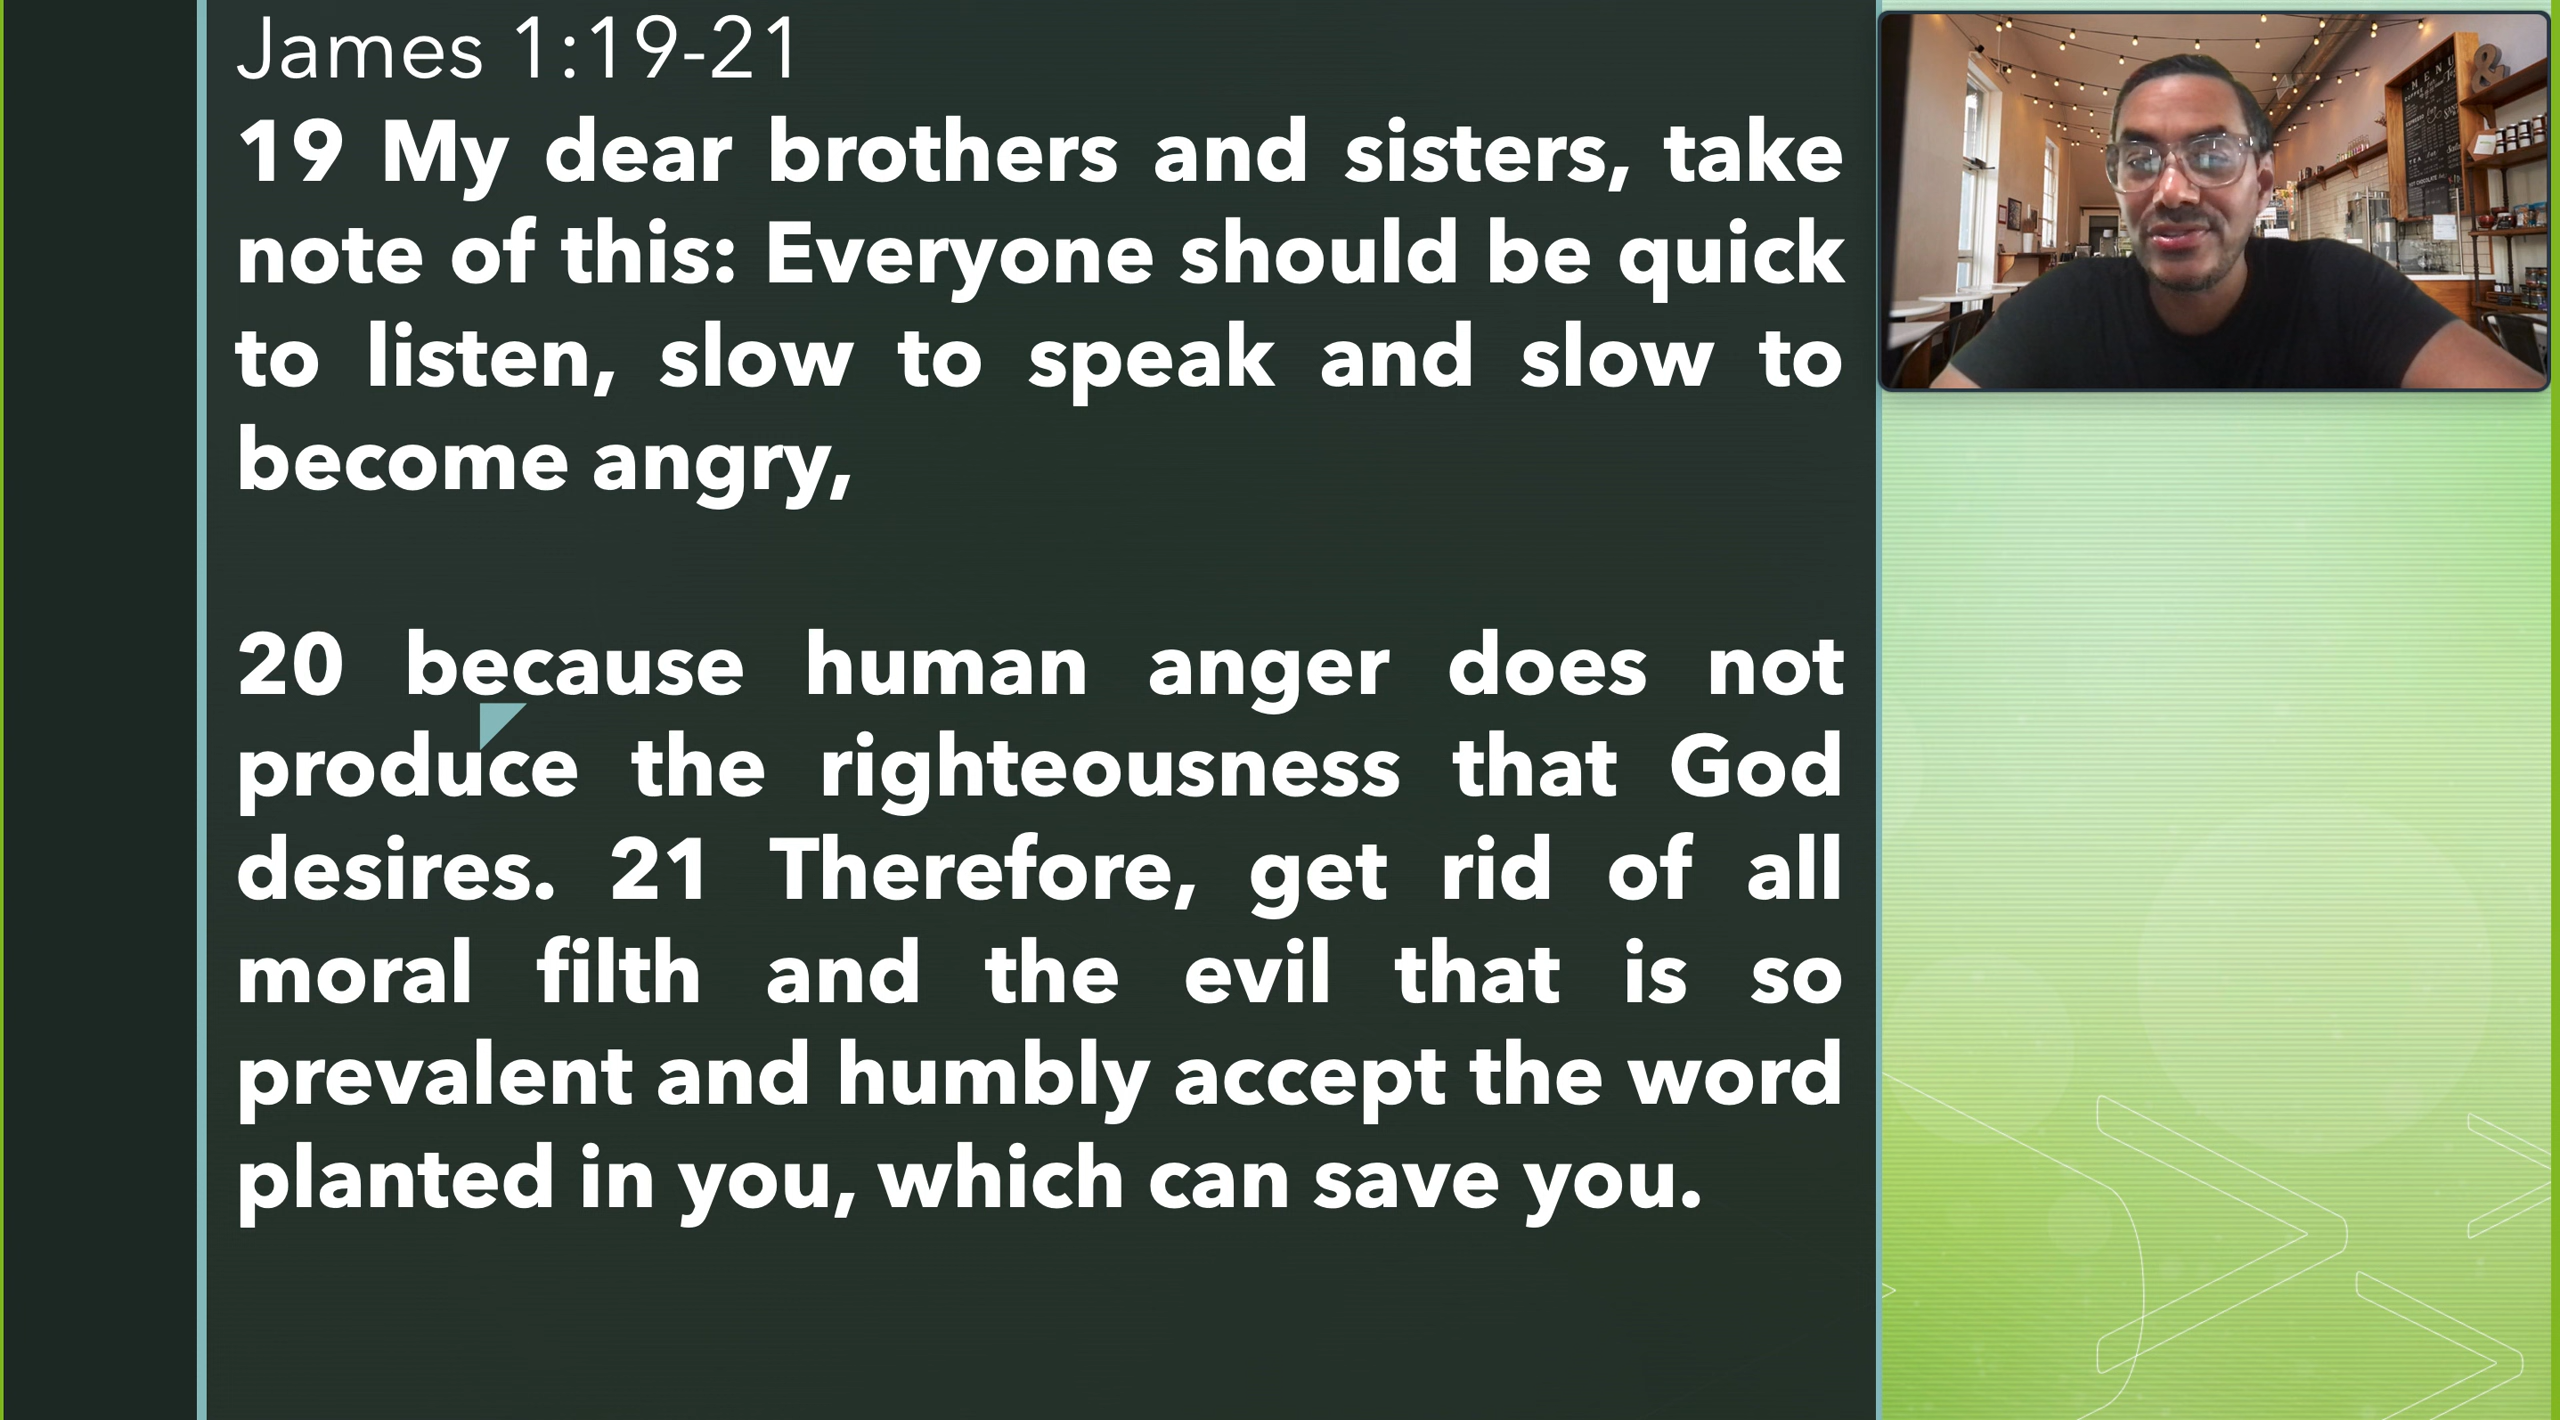 James 1:19-21
19 My dear brothers and sisters, take
note of this: Everyone should be quick
to listen, slow to speak and slow to
become angry,
20 because human anger does not
produce the righteousness that God
desires. 21 Therefore, get rid of all
moral filth and the evil that is so
prevalent and humbly accept the word
planted in you, which can save you.
&
MENU